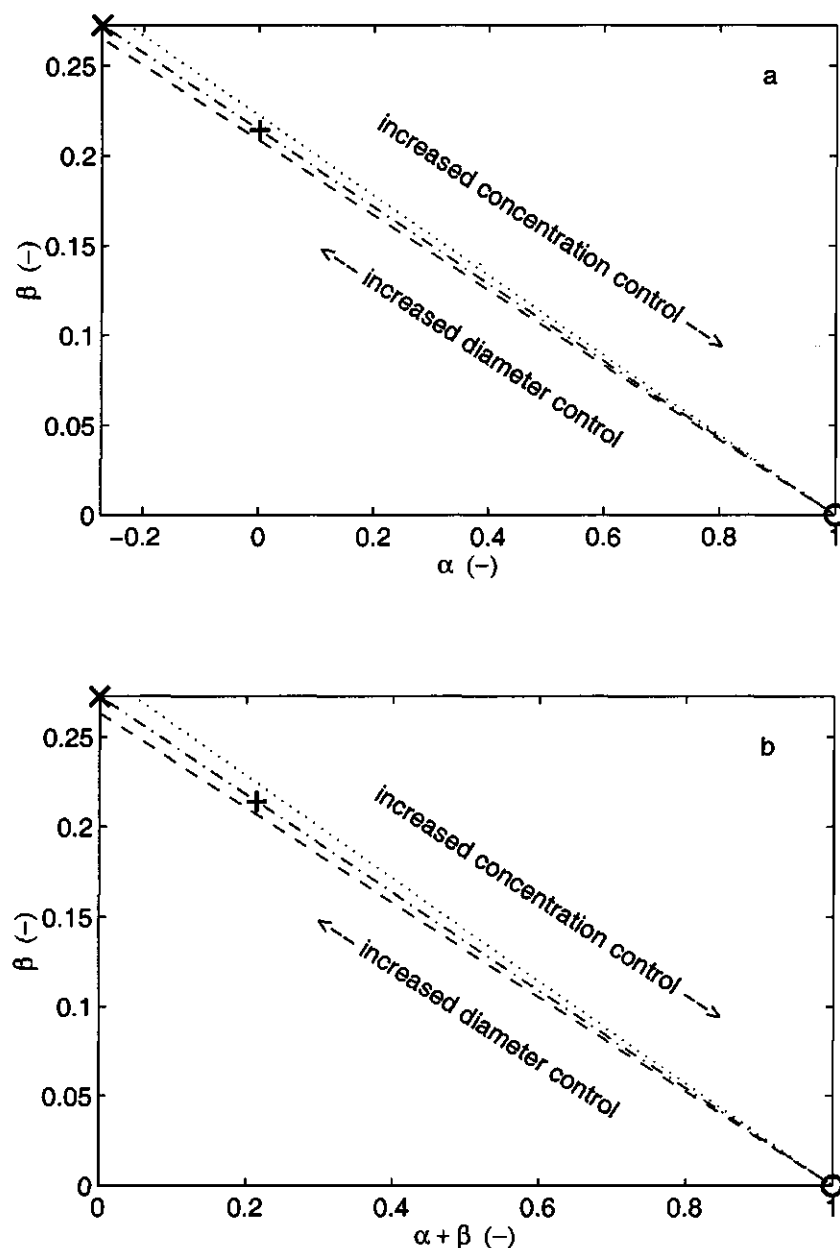 a
0.25
0.2
0.15
0.1
0.05
0
β (−)
increased concentration control
increased diameter control
−0.2
0
0.2
0.4
0.6
0.8
1
α (−)
b
0.25
0.2
0.15
0.1
0.05
0
β (−)
increased concentration control
increased diameter control
0
0.2
0.4
0.6
0.8
1
α + β (−)